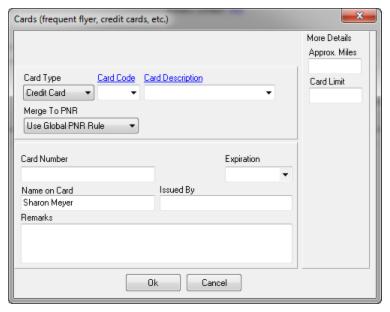 Cards (frequent flyer, credit cards, etc.)
More Details
Approx. Miles
Card Type Card Code Card Description
Card Limit
Credit Card
Merge To PNR
Use Global PNR Rule
Card Number Expiration
Name on Card Issued By
Sharon Meyer
Remarks
Ok Cancel